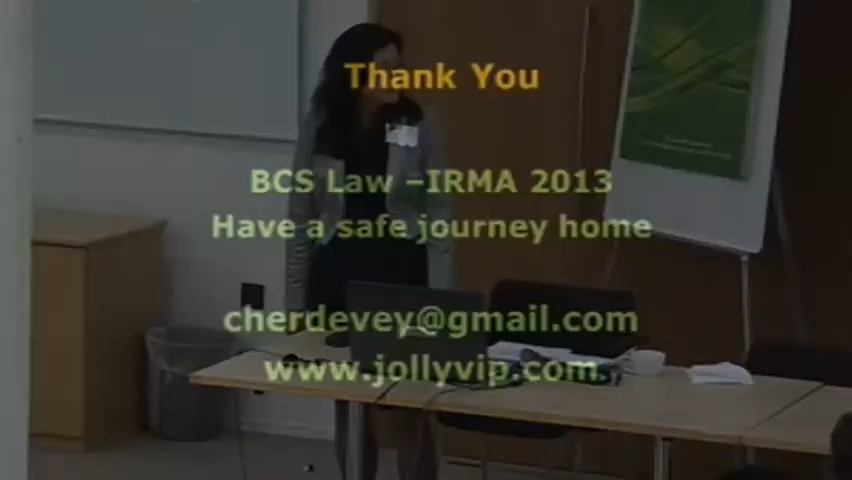 Thank You
BCS Law –IRMA 2013
Have a safe journey home
cherdevey@gmail.com
www.jollyvip.com